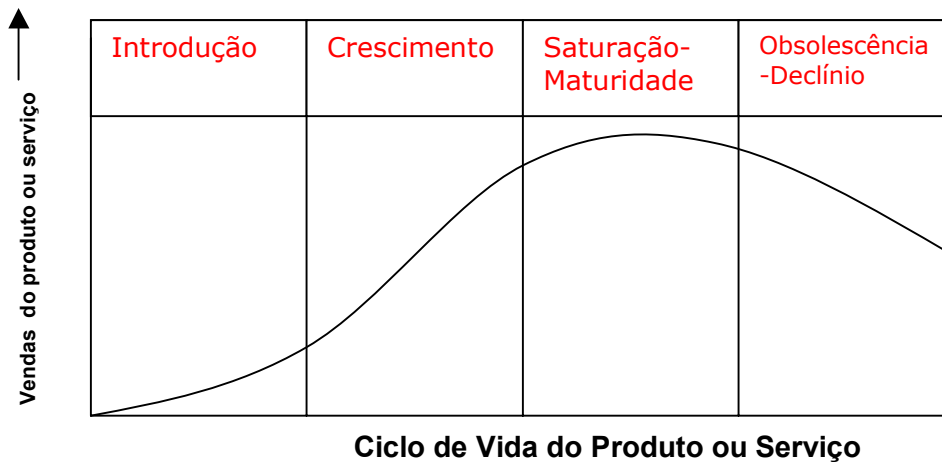 Introdução
Crescimento
Saturação-
Maturidade
Obsolescência
-Declínio
Vendas do produto ou serviço
Ciclo de Vida do Produto ou Serviço